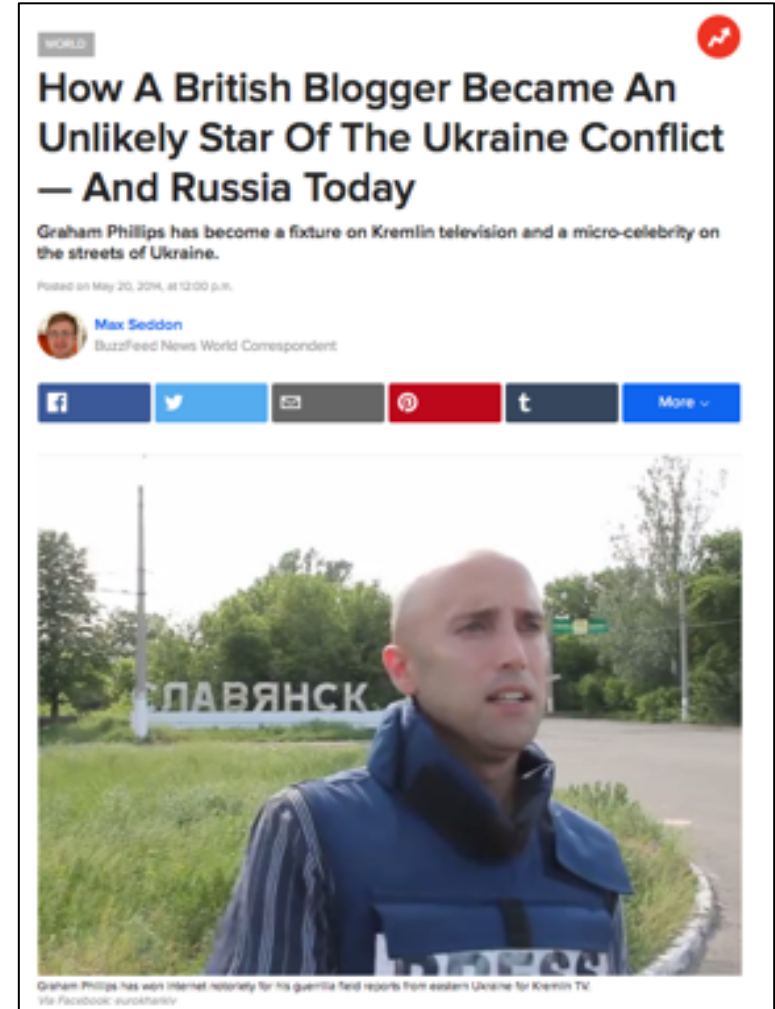 WORLD
How A British Blogger Became An
Unlikely Star Of The Ukraine Conflict
— And Russia Today
Graham Phillips has become a fixture on Kremlin television and a micro-celebrity on
the streets of Ukraine.
Posted on May 20, 2014, at 12:00 p.m.
Max Seddon
BuzzFeed News World Correspondent
More
СЛАВЯНСК
PRESS
Graham Phillips has won internet notoriety for his guerrilla field reports from eastern Ukraine for Kremlin TV.
Via Facebook: eurokharkiv